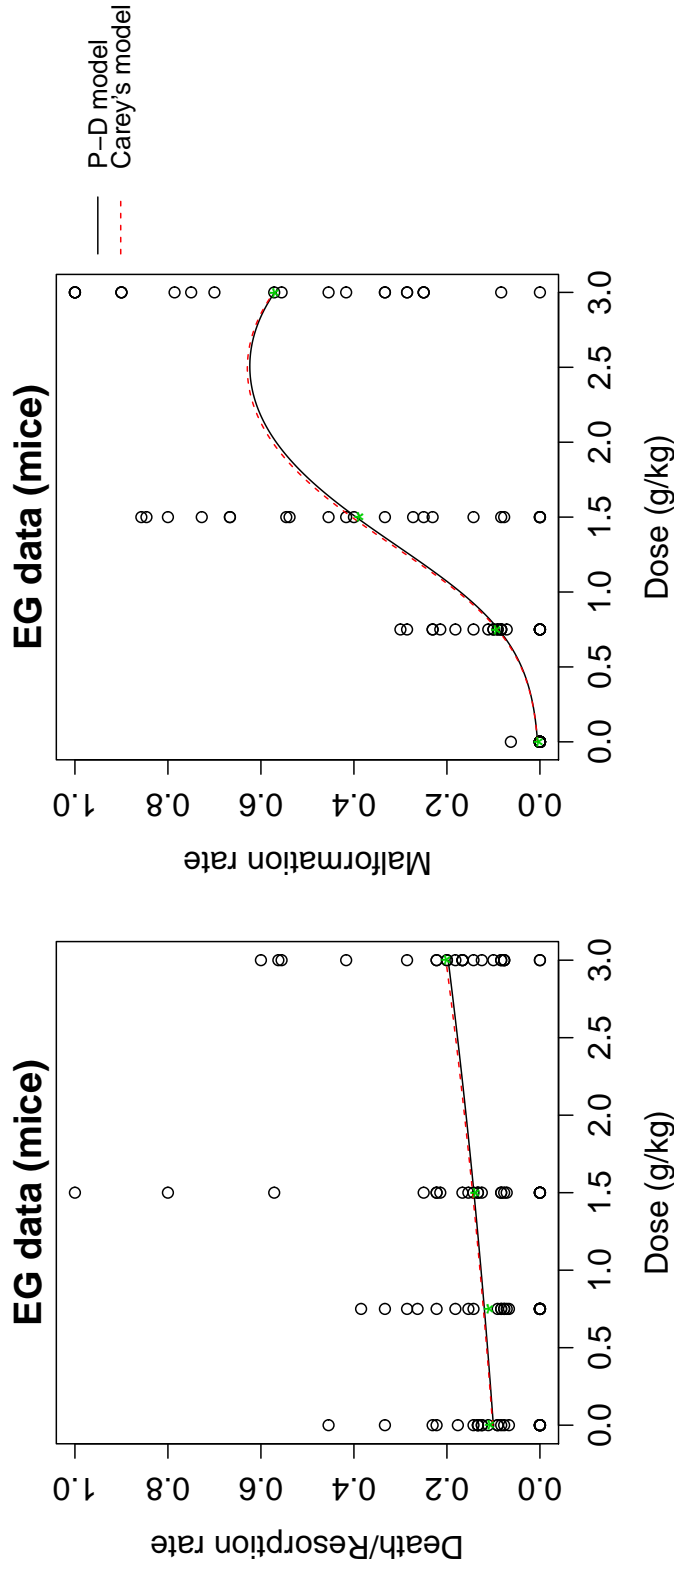 EG data (mice)
Death/Resorption rate
1.0
0.8
0.6
0.4
0.2
0.0
0.0 0.5 1.0 1.5 2.0 2.5 3.0
Dose (g/kg)
EG data (mice)
Malformation rate
1.0
0.8
0.6
0.4
0.2
0.0
0.0 0.5 1.0 1.5 2.0 2.5 3.0
Dose (g/kg)
P−D model
Carey's model